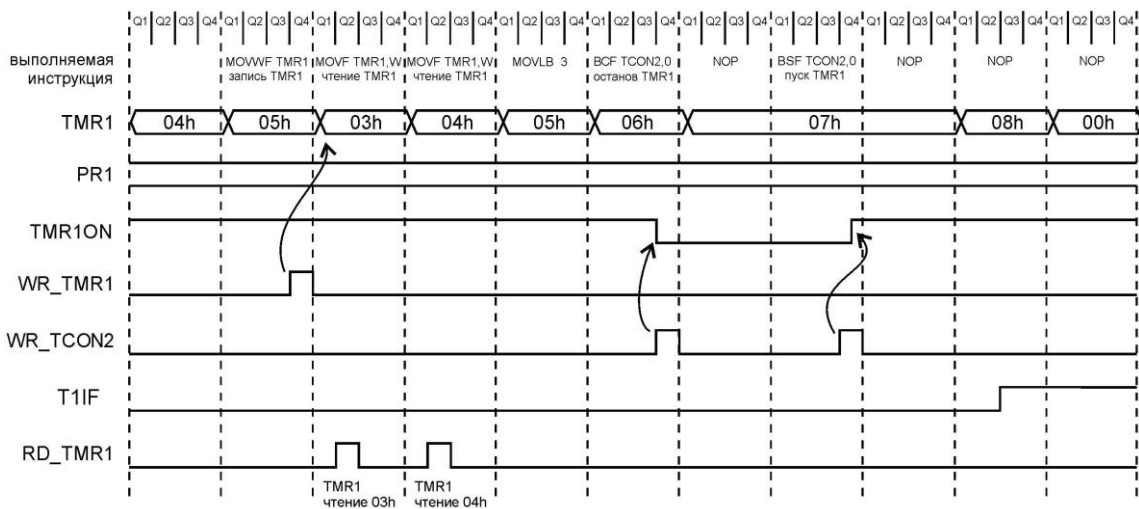 Q1 Q2 Q3 Q4 Q1 Q2 Q3 Q4 Q1 Q2 Q3 Q4 Q1 Q2 Q3 Q4 Q1 Q2 Q3 Q4 Q1 Q2 Q3 Q4 Q1 Q2 Q3 Q4 Q1 Q2 Q3 Q4 Q1 Q2 Q3 Q4 Q1 Q2 Q3 Q4 Q1 Q2 Q3 Q4
выполняемая
инструкция
MOVWF TMR1
запись TMR1
MOVF TMR1,W
чтение TMR1
MOVF TMR1,W
чтение TMR1
MOVLB 3
BCF TCON2,0
останов TMR1
NOP
BSF TCON2,0
пуск TMR1
NOP
NOP
NOP
TMR1 04h 05h 03h 04h 05h 06h 07h 08h 00h
PR1
TMR1ON
WR_TMR1
WR_TCON2
T1IF
RD_TMR1
TMR1
чтение 03h
TMR1
чтение 04h